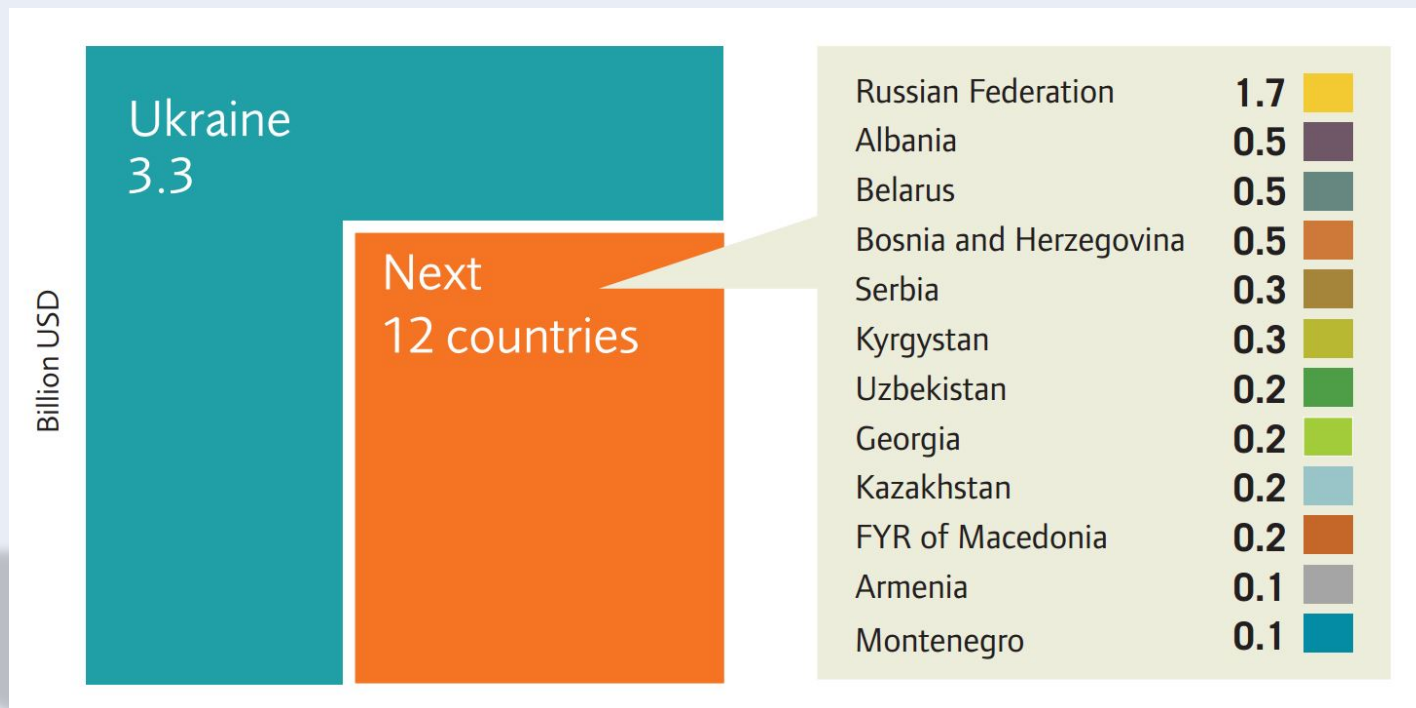 Ukraine
3.3
Next
12 countries
Billion USD
Russian Federation 1.7
Albania 0.5
Belarus 0.5
Bosnia and Herzegovina 0.5
Serbia 0.3
Kyrgystan 0.3
Uzbekistan 0.2
Georgia 0.2
Kazakhstan 0.2
FYR of Macedonia 0.2
Armenia 0.1
Montenegro 0.1